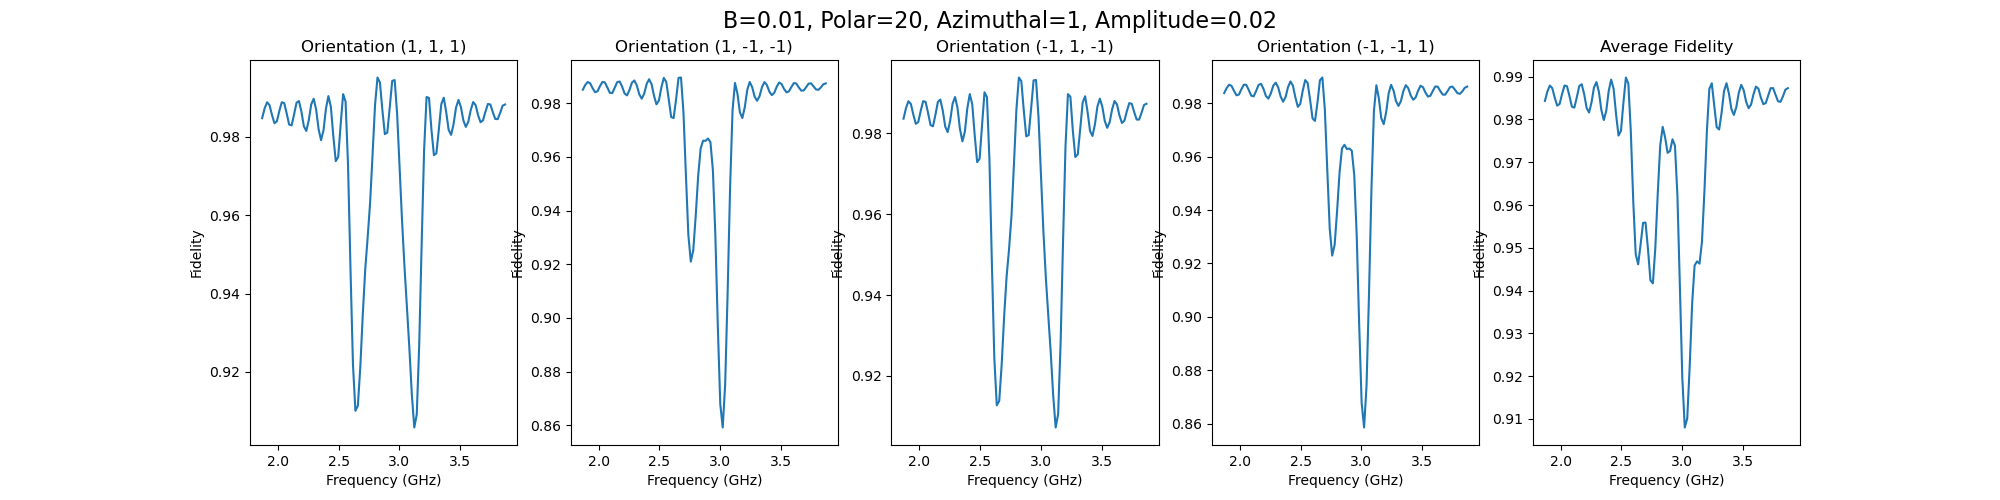 B=0.01, Polar=20, Azimuthal=1, Amplitude=0.02
Orientation (1, 1, 1)
Fidelity
0.98
0.96
0.94
0.92
2.0 2.5 3.0 3.5
Frequency (GHz)
Orientation (1, -1, -1)
Fidelity
0.98
0.96
0.94
0.92
0.90
0.88
0.86
2.0 2.5 3.0 3.5
Frequency (GHz)
Orientation (-1, 1, -1)
Fidelity
0.98
0.96
0.94
0.92
2.0 2.5 3.0 3.5
Frequency (GHz)
Orientation (-1, -1, 1)
Fidelity
0.98
0.96
0.94
0.92
0.90
0.88
0.86
2.0 2.5 3.0 3.5
Frequency (GHz)
Average Fidelity
Fidelity
0.99
0.98
0.97
0.96
0.95
0.94
0.93
0.92
0.91
2.0 2.5 3.0 3.5
Frequency (GHz)